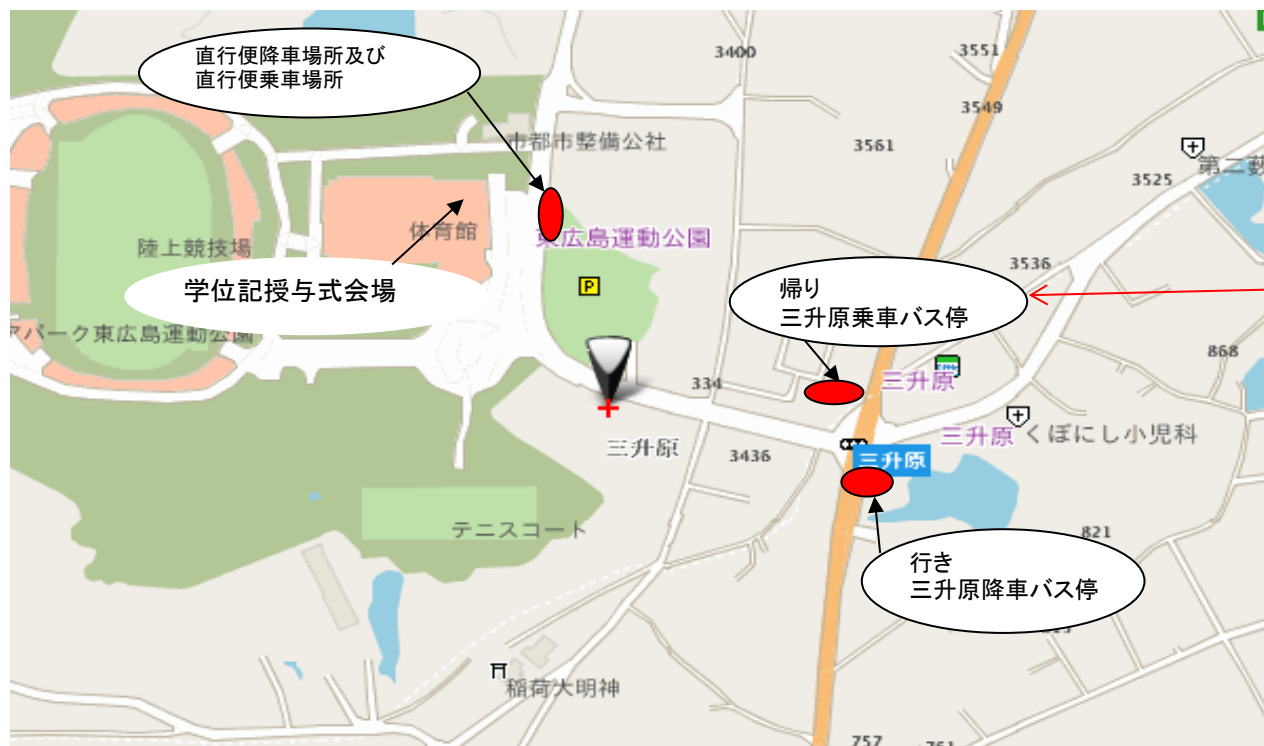 直行便降車場所及び
直行便乗車場所
3400
3551
3549
市都市整備公社
3561
第二藪
3525
体育館
東広島運動公園
陸上競技場
3536
学位記授与式会場
P
帰り
三升原乗車バス停
アパーク東広島運動公園
868
334
三升原
三升原
くぼにし小児科
三升原
3436
三升原
テニスコート
821
行き
三升原降車バス停
稲荷大明神
757
761